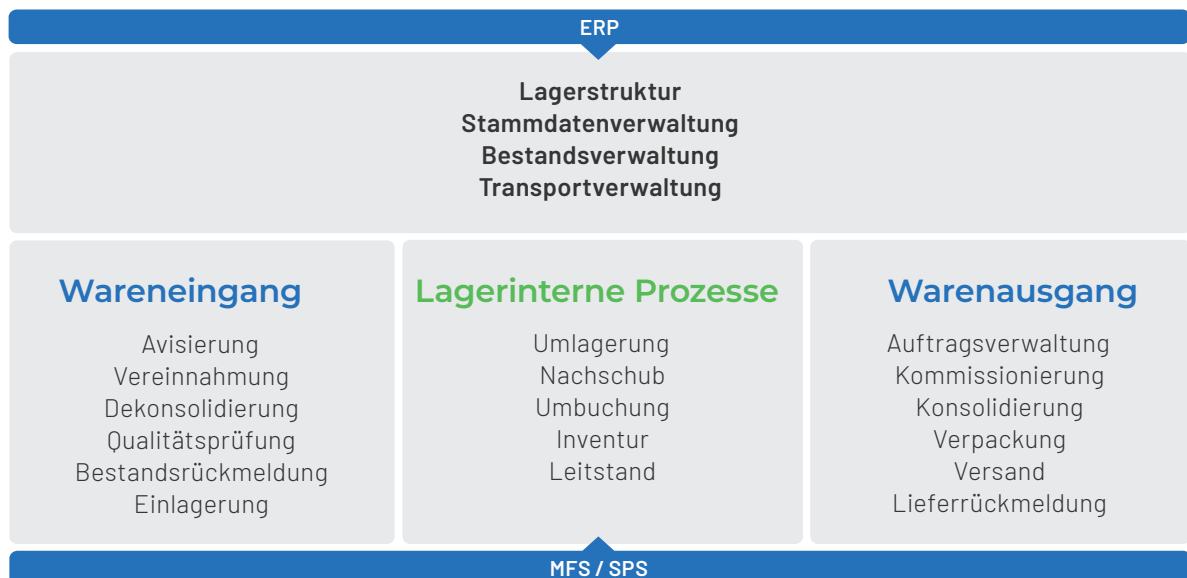 ERP
Lagerstruktur
Stammdatenverwaltung
Bestandsverwaltung
Transportverwaltung
Wareneingang
Avisierung
Vereinnahmung
Dekonsolidierung
Qualitätsprüfung
Bestandsrückmeldung
Einlagerung
Lagerinterne Prozesse
Umlagerung
Nachschub
Umbuchung
Inventur
Leitstand
Warenausgang
Auftragsverwaltung
Kommissionierung
Konsolidierung
Verpackung
Versand
Lieferrückmeldung
MFS / SPS